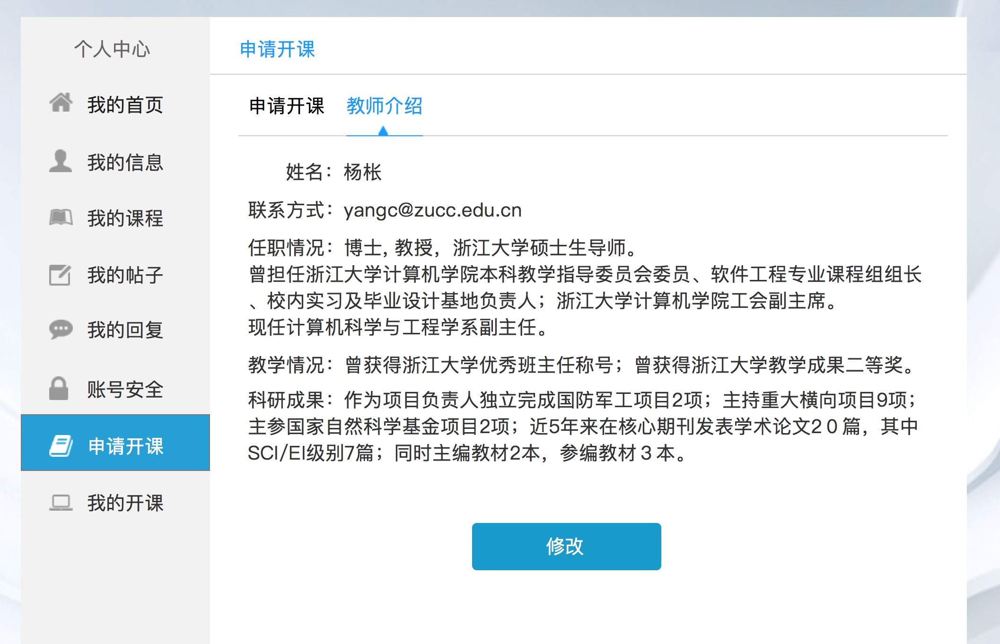 个人中心
我的首页
我的信息
我的课程
我的帖子
我的回复
账号安全
申请开课
我的开课
申请开课
申请开课 教师介绍
姓名：杨枨
联系方式：yangc@zucc.edu.cn
任职情况：博士, 教授，浙江大学硕士生导师。
曾担任浙江大学计算机学院本科教学指导委员会委员、软件工程专业课程组组长
、校内实习及毕业设计基地负责人；浙江大学计算机学院工会副主席。
现任计算机科学与工程学系副主任。
教学情况：曾获得浙江大学优秀班主任称号；曾获得浙江大学教学成果二等奖。
科研成果：作为项目负责人独立完成国防军工项目2项；主持重大横向项目9项；
主参国家自然科学基金项目2项；近5年来在核心期刊发表学术论文2０篇，其中
SCI/EI级别7篇；同时主编教材2本，参编教材３本。
修改